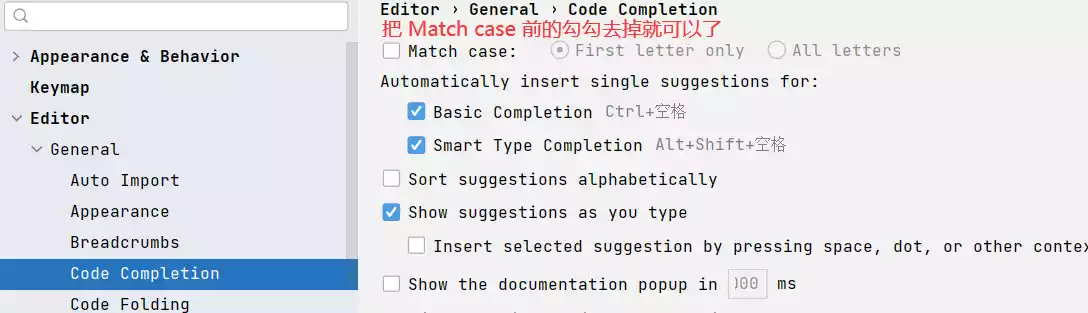 Appearance & Behavior
Keymap
Editor
General
Auto Import
Appearance
Breadcrumbs
Code Completion
Code Folding
Editor › General › Code Completion
把 Match case 前的勾勾去掉就可以了
Match case: First letter only All letters
Automatically insert single suggestions for:
Basic Completion Ctrl+空格
Smart Type Completion Alt+Shift+空格
Sort suggestions alphabetically
Show suggestions as you type
Insert selected suggestion by pressing space, dot, or other
Show the documentation popup in ms